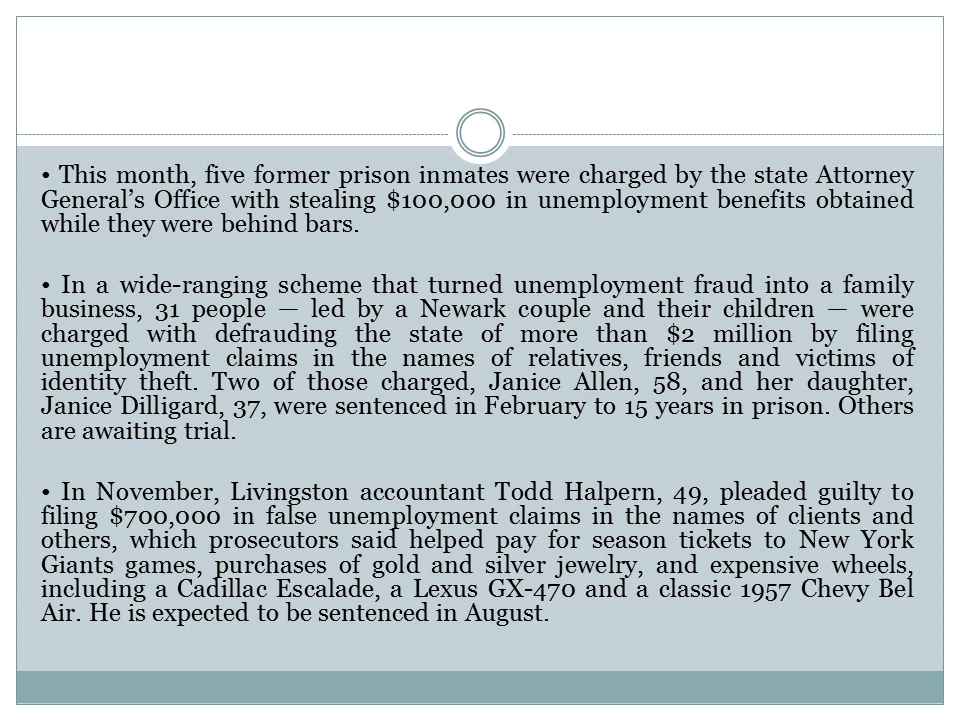 • This month, five former prison inmates were charged by the state Attorney
General’s Office with stealing $100,000 in unemployment benefits obtained
while they were behind bars.
• In a wide-ranging scheme that turned unemployment fraud into a family
business, 31 people — led by a Newark couple and their children — were
charged with defrauding the state of more than $2 million by filing
unemployment claims in the names of relatives, friends and victims of
identity theft. Two of those charged, Janice Allen, 58, and her daughter,
Janice Dilligard, 37, were sentenced in February to 15 years in prison. Others
are awaiting trial.
• In November, Livingston accountant Todd Halpern, 49, pleaded guilty to
filing $700,000 in false unemployment claims in the names of clients and
others, which prosecutors said helped pay for season tickets to New York
Giants games, purchases of gold and silver jewelry, and expensive wheels,
including a Cadillac Escalade, a Lexus GX-470 and a classic 1957 Chevy Bel
Air. He is expected to be sentenced in August.